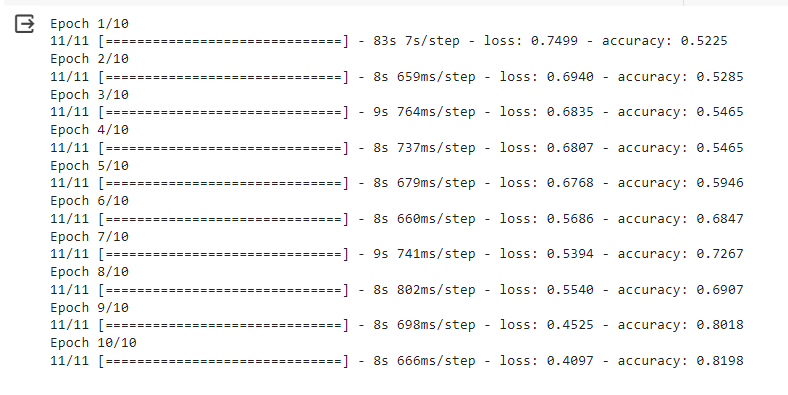 Epoch 1/10
11/11 [==============================] - 83s 7s/step - loss: 0.7499 - accuracy: 0.5225
Epoch 2/10
11/11 [==============================] - 8s 659ms/step - loss: 0.6940 - accuracy: 0.5285
Epoch 3/10
11/11 [==============================] - 9s 764ms/step - loss: 0.6835 - accuracy: 0.5465
Epoch 4/10
11/11 [==============================] - 8s 737ms/step - loss: 0.6807 - accuracy: 0.5465
Epoch 5/10
11/11 [==============================] - 8s 679ms/step - loss: 0.6768 - accuracy: 0.5946
Epoch 6/10
11/11 [==============================] - 8s 660ms/step - loss: 0.5686 - accuracy: 0.6847
Epoch 7/10
11/11 [==============================] - 9s 741ms/step - loss: 0.5394 - accuracy: 0.7267
Epoch 8/10
11/11 [==============================] - 8s 802ms/step - loss: 0.5540 - accuracy: 0.6907
Epoch 9/10
11/11 [==============================] - 8s 698ms/step - loss: 0.4525 - accuracy: 0.8018
Epoch 10/10
11/11 [==============================] - 8s 666ms/step - loss: 0.4097 - accuracy: 0.8198